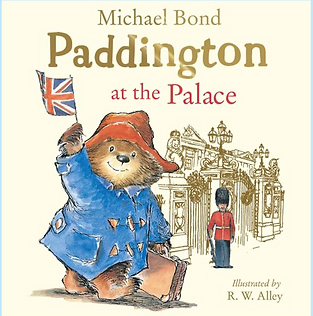 Michael Bond
Paddington
at the Palace
Illustrated by
R. W. Alley